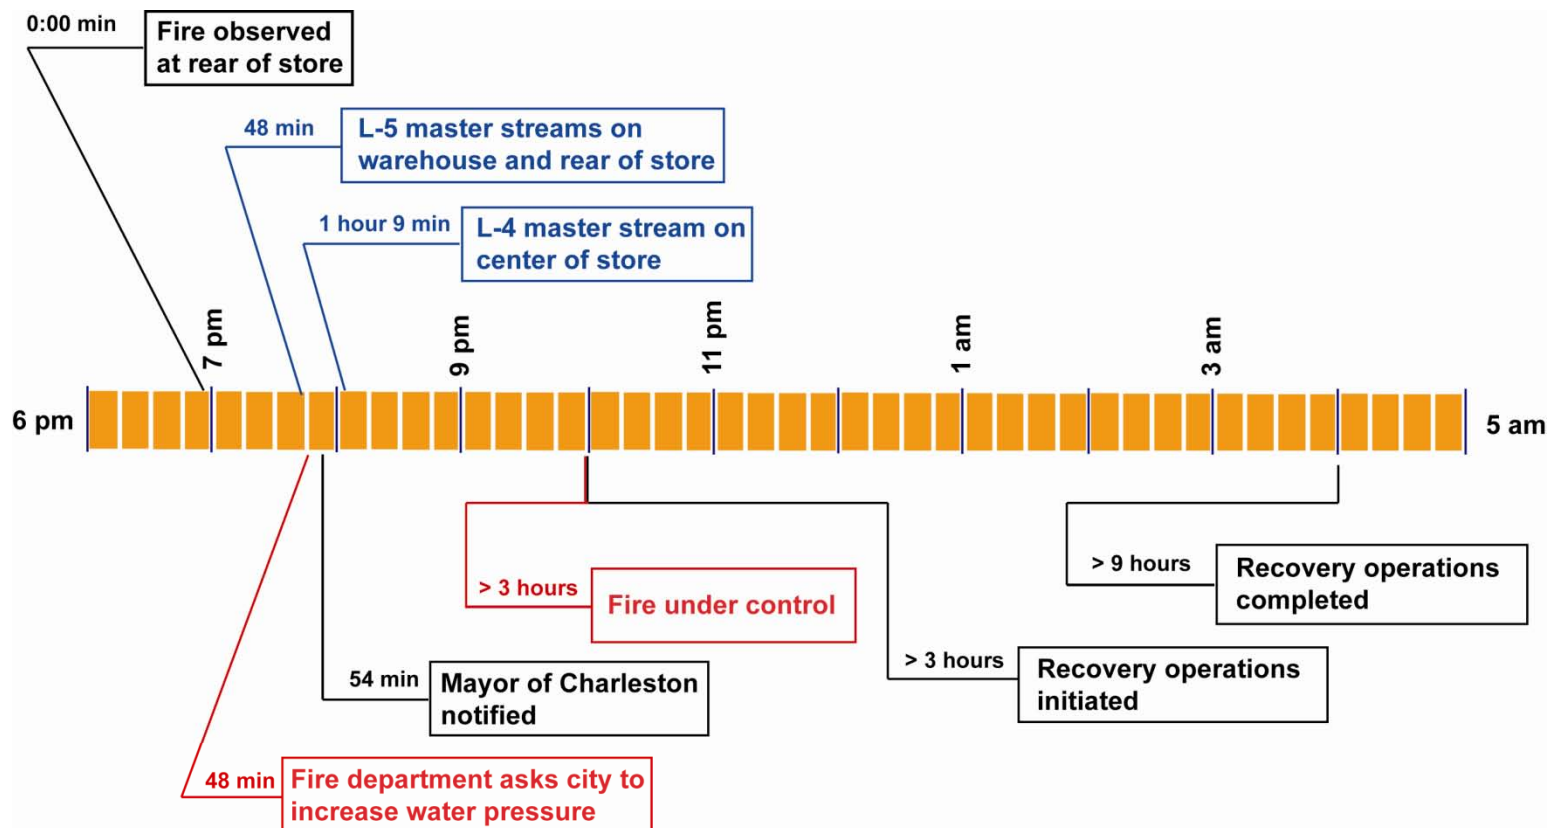 0:00 min
Fire observed
at rear of store
48 min
L-5 master streams on
warehouse and rear of store
1 hour 9 min
L-4 master stream on
center of store
7 pm
9 pm
11 pm
1 am
3 am
6 pm
5 am
> 3 hours
Fire under control
> 9 hours
Recovery operations
completed
> 3 hours
Recovery operations
initiated
54 min
Mayor of Charleston
notified
48 min
Fire department asks city to
increase water pressure